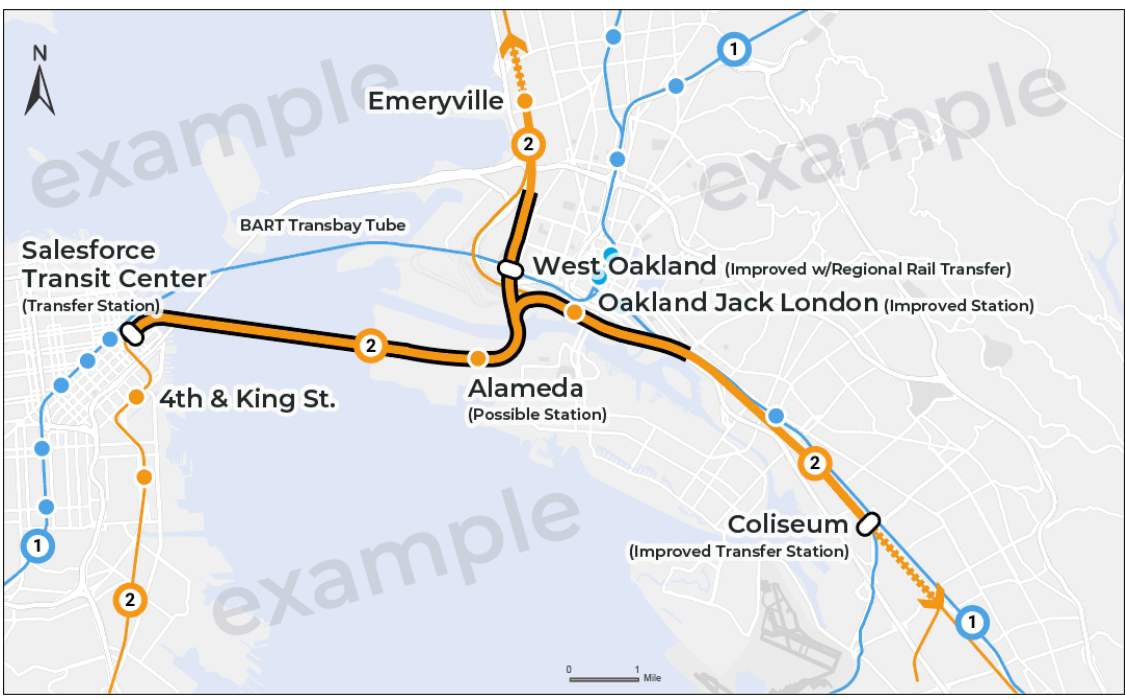 N
1
example
Emeryville
example
2
BART Transbay Tube
Salesforce
Transit Center
(Transfer Station)
West Oakland (Improved w/Regional Rail Transfer)
Oakland Jack London (Improved Station)
2
Alameda
(Possible Station)
4th & King St.
2
example
Coliseum
(Improved Transfer Station)
1
2
1
0 1
Mile